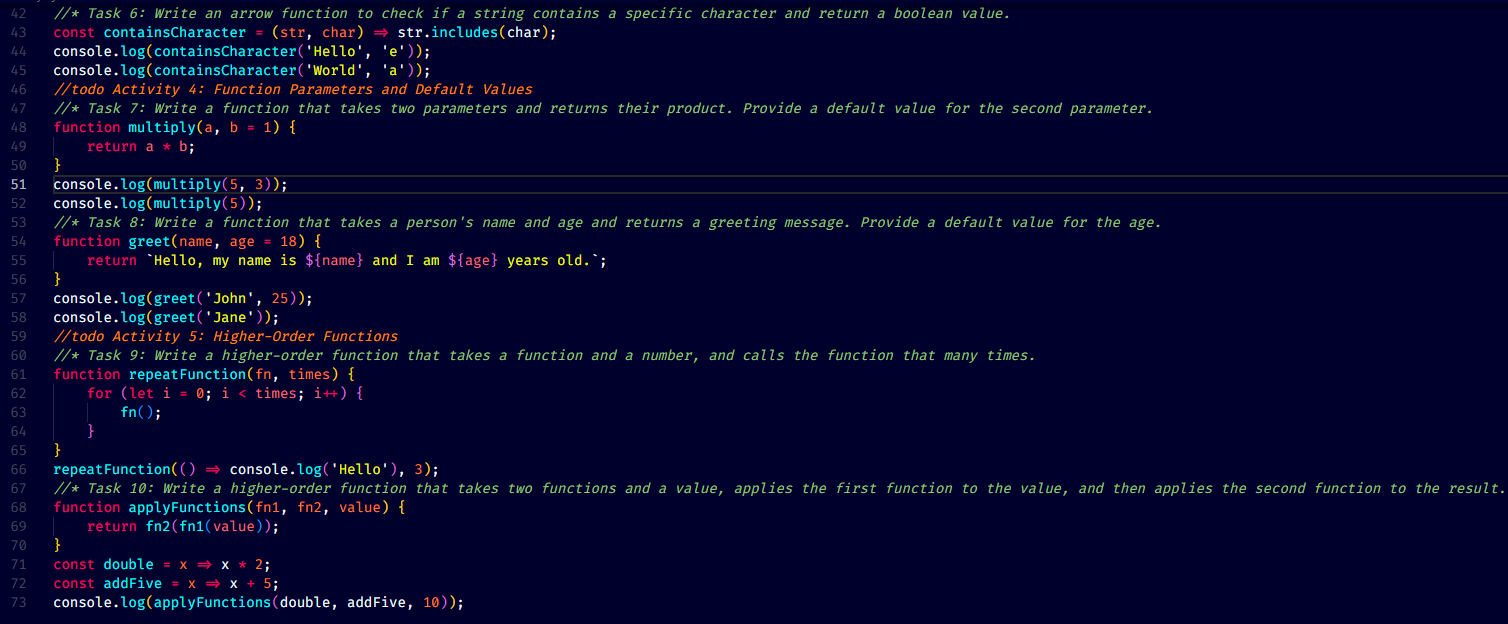 42 //* Task 6: Write an arrow function to check if a string contains a specific character and return a boolean value.
43 const containsCharacter = (str, char) => str.includes(char);
44 console.log(containsCharacter('Hello', 'e'));
45 console.log(containsCharacter('World', 'a'));
46 //todo Activity 4: Function Parameters and Default Values
47 //* Task 7: Write a function that takes two parameters and returns their product. Provide a default value for the second parameter.
48 function multiply(a, b = 1) {
49     return a * b;
50 }
51 console.log(multiply(5, 3));
52 console.log(multiply(5));
53 //* Task 8: Write a function that takes a person's name and age and returns a greeting message. Provide a default value for the age.
54 function greet(name, age = 18) {
55     return `Hello, my name is ${name} and I am ${age} years old.`;
56 }
57 console.log(greet('John', 25));
58 console.log(greet('Jane'));
59 //todo Activity 5: Higher-Order Functions
60 //* Task 9: Write a higher-order function that takes a function and a number, and calls the function that many times.
61 function repeatFunction(fn, times) {
62     for (let i = 0; i < times; i++) {
63         fn();
64     }
65 }
66 repeatFunction(() => console.log('Hello'), 3);
67 //* Task 10: Write a higher-order function that takes two functions and a value, applies the first function to the value, and then applies the second function to the result.
68 function applyFunctions(fn1, fn2, value) {
69     return fn2(fn1(value));
70 }
71 const double = x => x * 2;
72 const addFive = x => x + 5;
73 console.log(applyFunctions(double, addFive, 10));